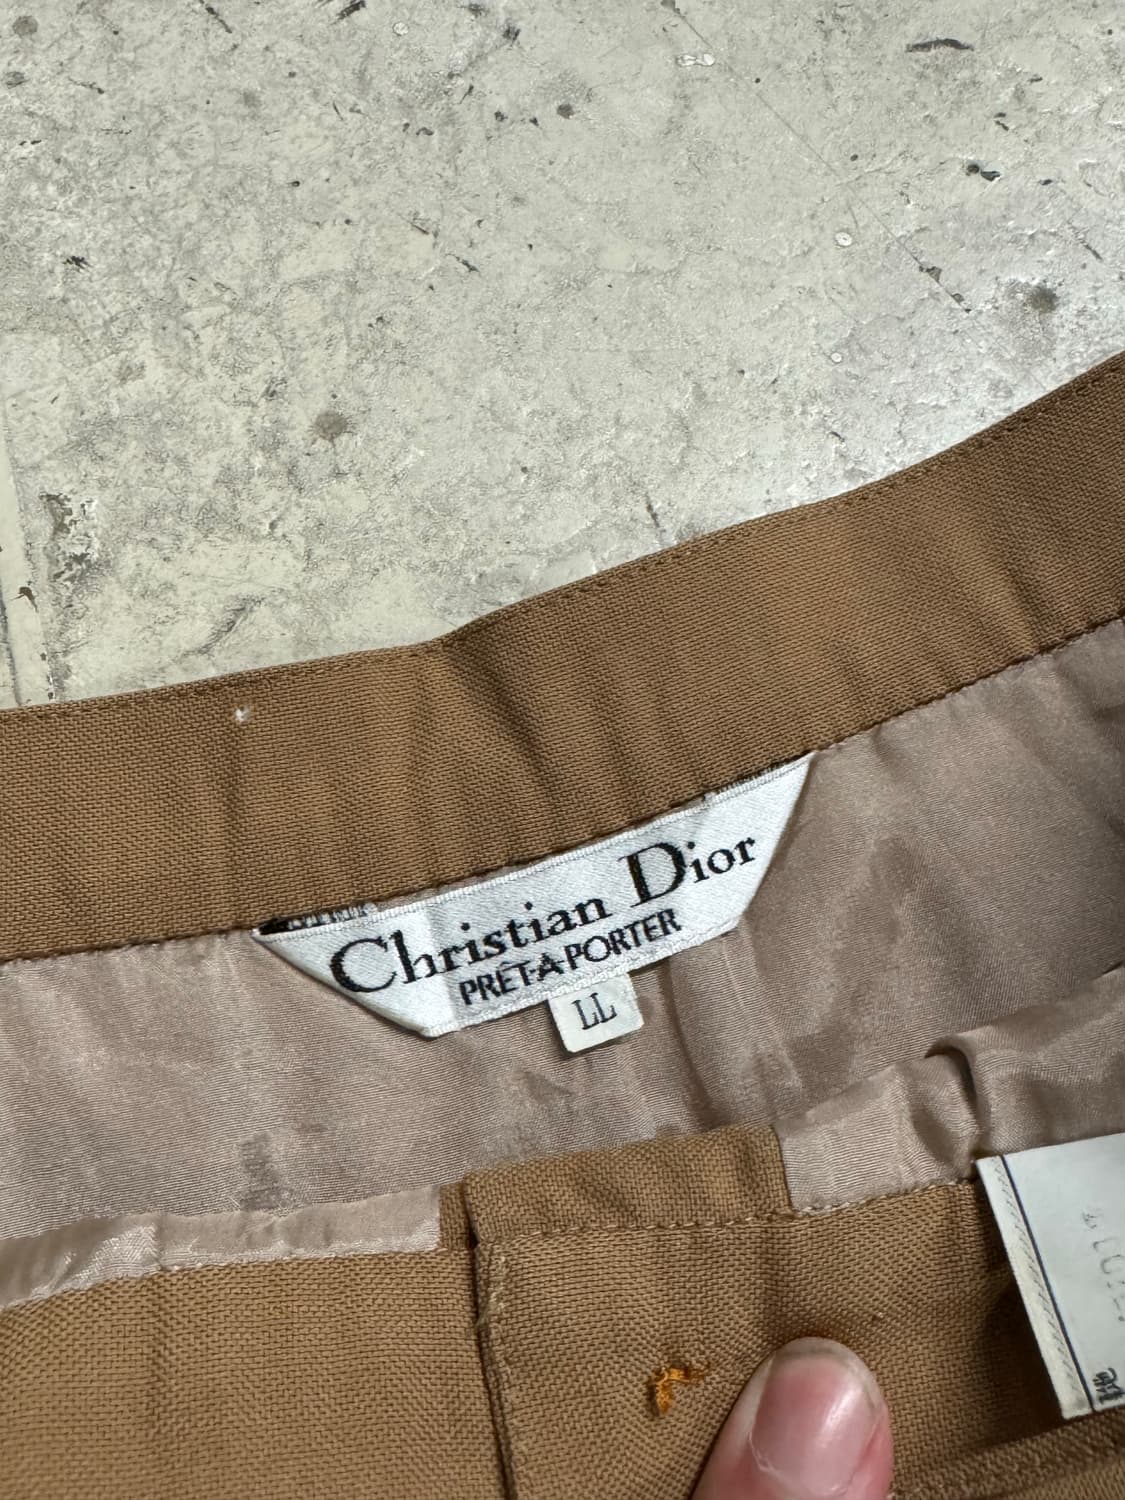 Christian Dior
PRÊT-À-PORTER
LL